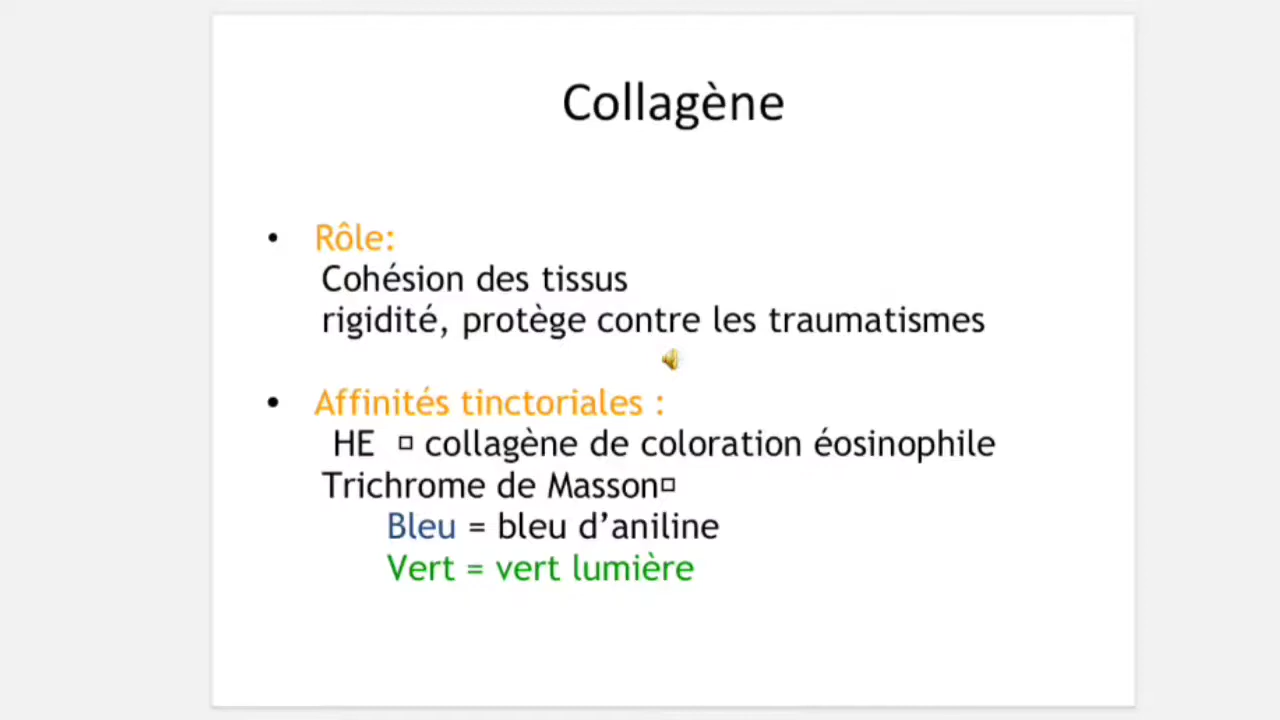 Collagène
• Rôle:
Cohésion des tissus
rigidité, protège contre les traumatismes
• Affinités tinctoriales :
HE □ collagène de coloration éosinophile
Trichrome de Masson□
Bleu = bleu d’aniline
Vert = vert lumière